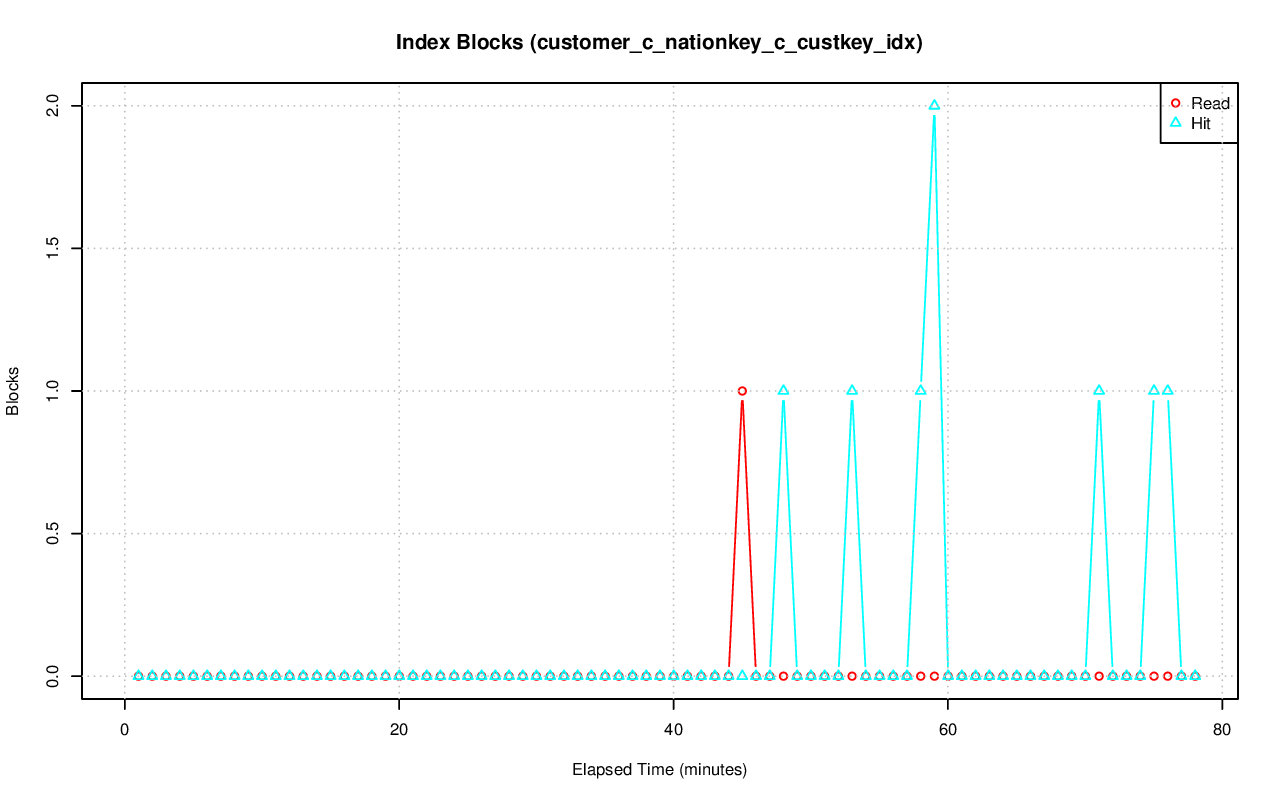 Index Blocks (customer_c_nationkey_c_custkey_idx)
Read
Hit
2.0
1.5
1.0
0.5
0.0
Blocks
0 20 40 60 80
Elapsed Time (minutes)